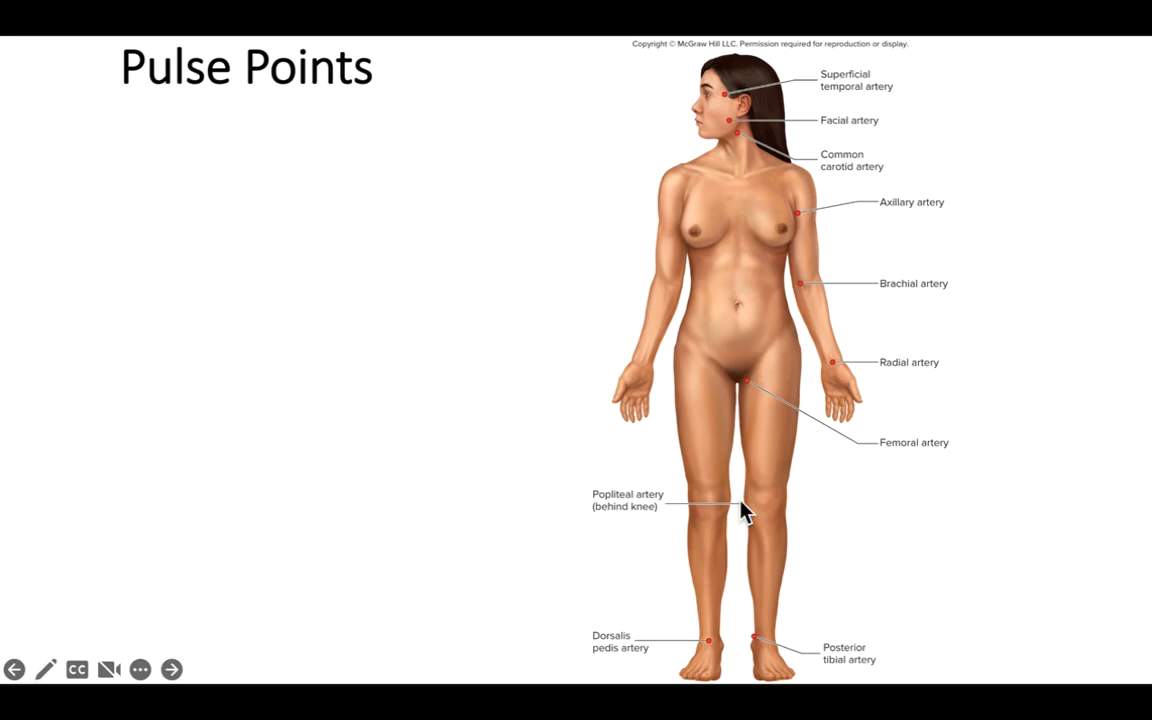 Copyright © McGraw Hill LLC. Permission required for reproduction or display.
Pulse Points
Superficial
temporal artery
Facial artery
Common
carotid artery
Axillary artery
Brachial artery
Radial artery
Femoral artery
Popliteal artery
(behind knee)
Dorsalis
pedis artery
Posterior
tibial artery
CC